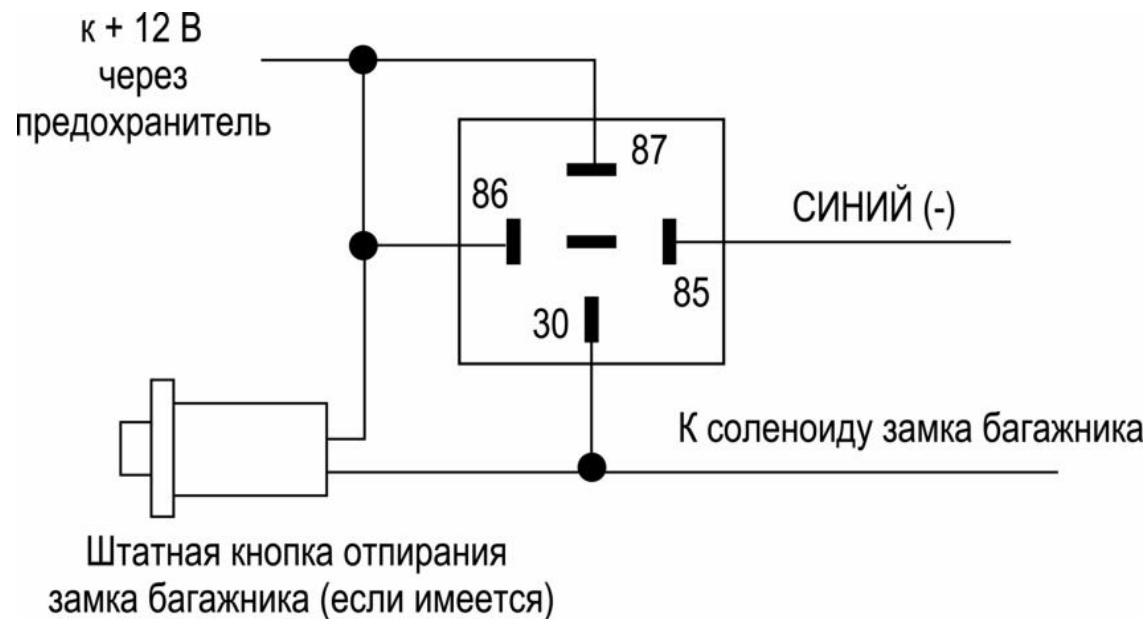 к + 12 В
через
предохранитель
87
86
СИНИЙ (-)
85
30
К соленоиду замка багажника
Штатная кнопка отпирания
замка багажника (если имеется)